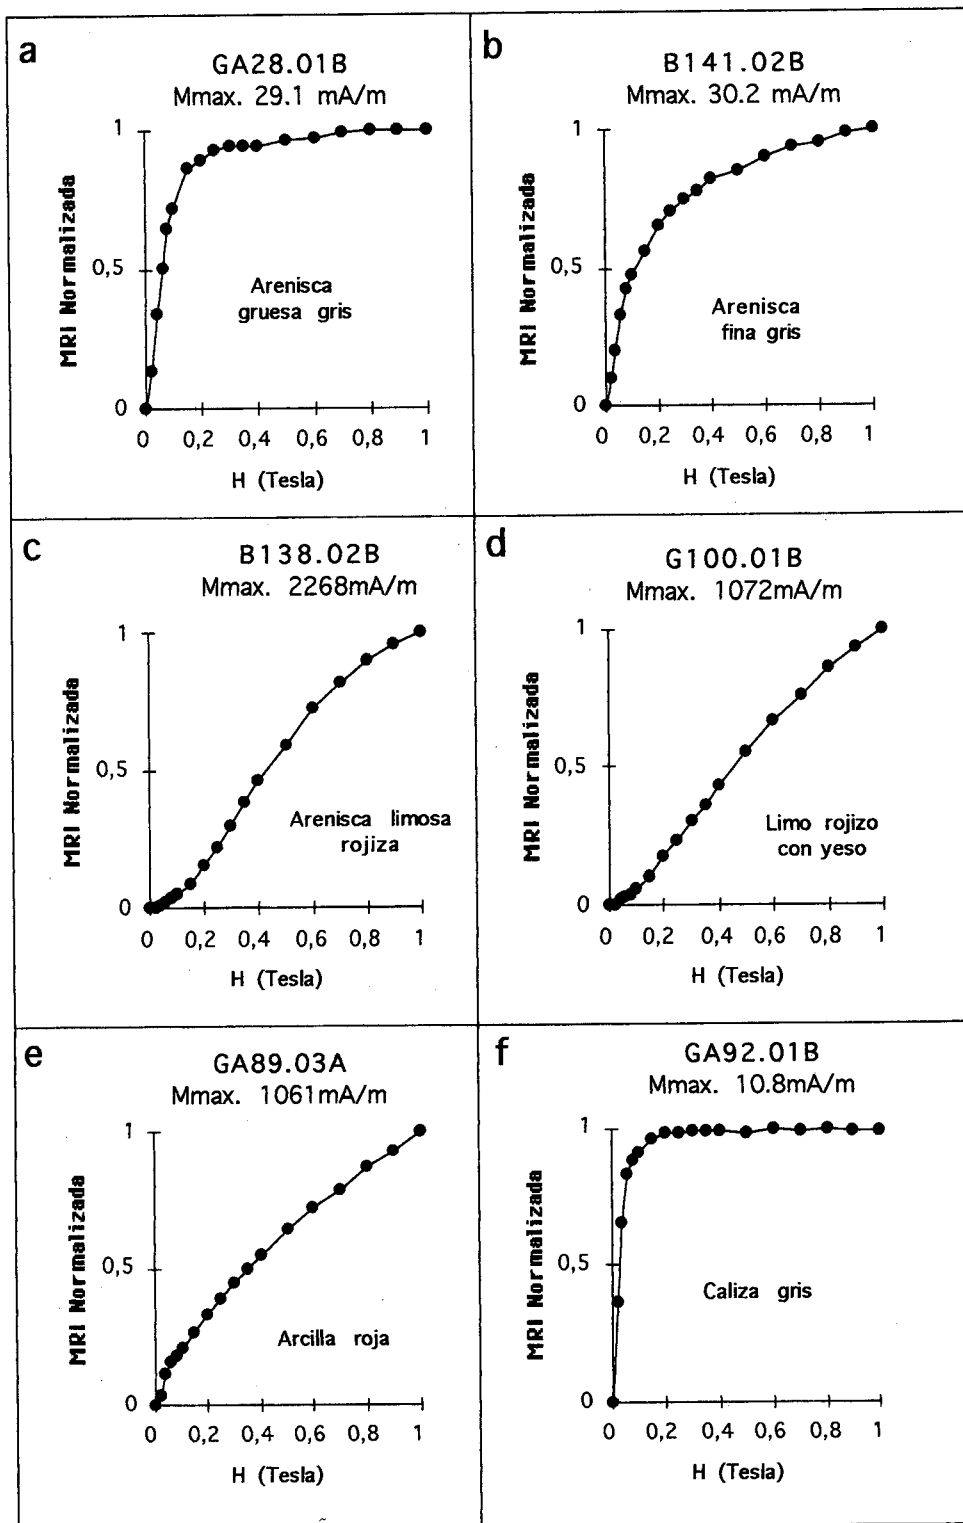 a
GA28.01B
Mmax. 29.1 mA/m
MRI Normalizada
1
0,5
0
Arenisca
gruesa gris
0 0,2 0,4 0,6 0,8 1
H (Tesla)
b
B141.02B
Mmax. 30.2 mA/m
MRI Normalizada
1
0,5
0
Arenisca
fina gris
0 0,2 0,4 0,6 0,8 1
H (Tesla)
c
B138.02B
Mmax. 2268mA/m
MRI Normalizada
1
0,5
0
Arenisca limosa
rojiza
0 0,2 0,4 0,6 0,8 1
H (Tesla)
d
G100.01B
Mmax. 1072mA/m
MRI Normalizada
1
0,5
0
Limo rojizo
con yeso
0 0,2 0,4 0,6 0,8 1
H (Tesla)
e
GA89.03A
Mmax. 1061mA/m
MRI Normalizada
1
0,5
0
Arcilla roja
0 0,2 0,4 0,6 0,8 1
H (Tesla)
f
GA92.01B
Mmax. 10.8mA/m
MRI Normalizada
1
0,5
0
Caliza gris
0 0,2 0,4 0,6 0,8 1
H (Tesla)